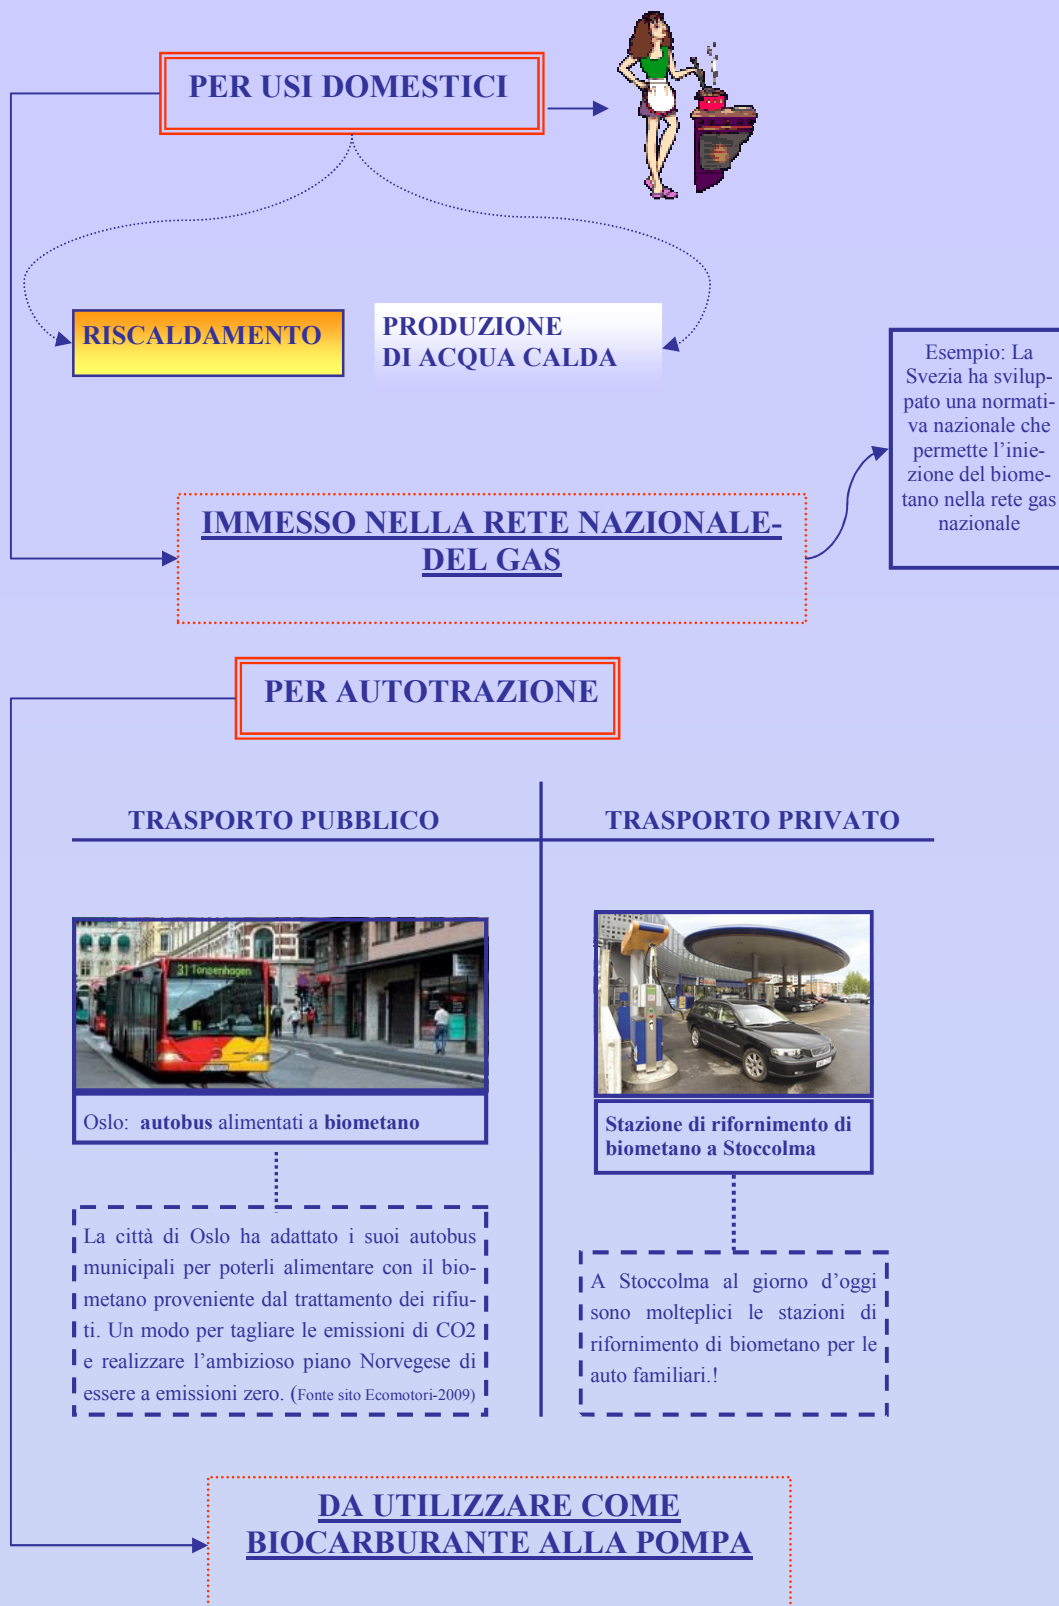 PER USI DOMESTICI
RISCALDAMENTO
PRODUZIONE
DI ACQUA CALDA
Esempio: La
Svezia ha svilup-
pato una normati-
va nazionale che
permette l’inie-
zione del biome-
tano nella rete gas
nazionale
IMMESSO NELLA RETE NAZIONALE-
DEL GAS
PER AUTOTRAZIONE
TRASPORTO PUBBLICO
31 Tonsenhagen
Oslo: autobus alimentati a biometano
La città di Oslo ha adattato i suoi autobus
municipali per poterli alimentare con il bio-
metano proveniente dal trattamento dei rifiu-
ti. Un modo per tagliare le emissioni di CO2
e realizzare l’ambizioso piano Norvegese di
essere a emissioni zero. (Fonte sito Ecomotori-2009)
TRASPORTO PRIVATO
Stazione di rifornimento di
biometano a Stoccolma
A Stoccolma al giorno d’oggi
sono molteplici le stazioni di
rifornimento di biometano per le
auto familiari.!
DA UTILIZZARE COME
BIOCARBURANTE ALLA POMPA